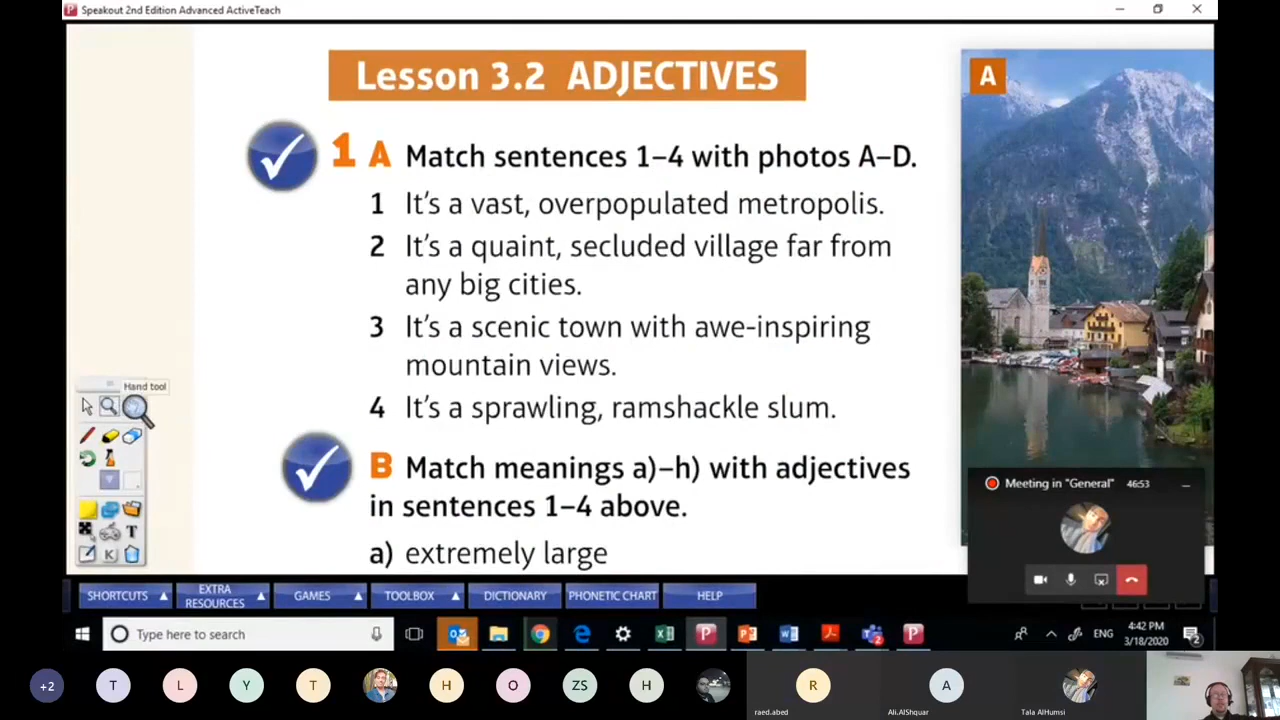 Speakout 2nd Edition Advanced ActiveTeach
Lesson 3.2 ADJECTIVES
A
1 A Match sentences 1–4 with photos A–D.
1 It's a vast, overpopulated metropolis.
2 It's a quaint, secluded village far from
any big cities.
3 It's a scenic town with awe-inspiring
mountain views.
4 It's a sprawling, ramshackle slum.
B Match meanings a)–h) with adjectives
in sentences 1–4 above.
a) extremely large
Hand tool
T
K
Meeting in "General" 46:53
SHORTCUTS
EXTRA
RESOURCES
GAMES
TOOLBOX
DICTIONARY
PHONETIC CHART
HELP
Type here to search
ENG
4:42 PM
3/18/2020
2
+2
T
L
Y
T
H
O
ZS
H
R
A
raed.abed
Ali.AlShquar
Tala AlHumsi